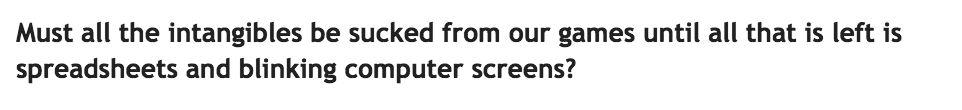 Must all the intangibles be sucked from our games until all that is left is
spreadsheets and blinking computer screens?